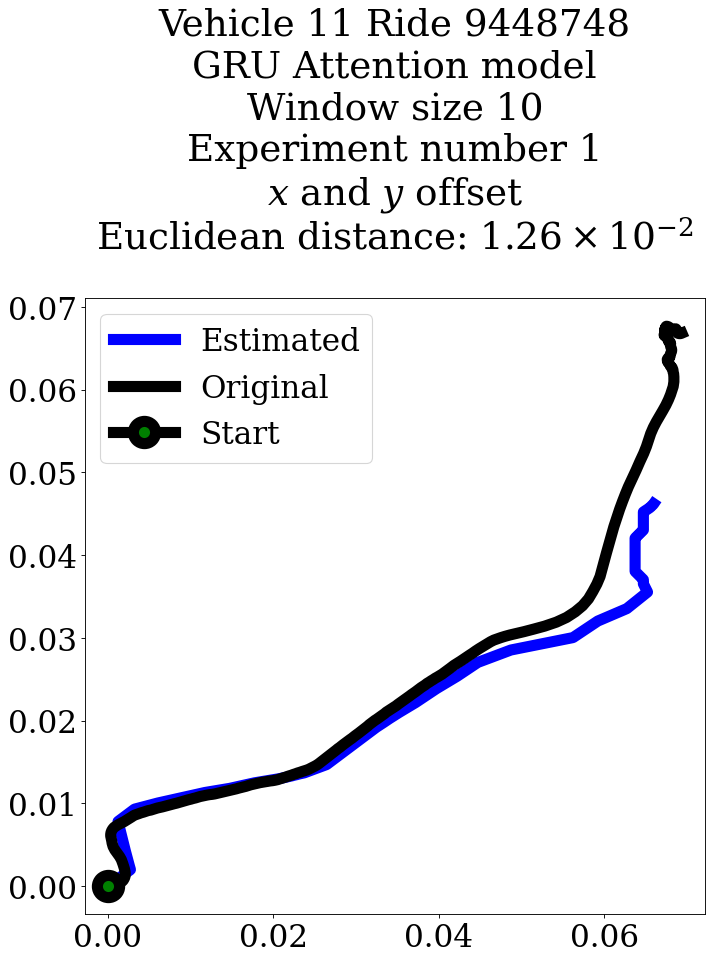 Vehicle 11 Ride 9448748
GRU Attention model
Window size 10
Experiment number 1
x and y offset
Euclidean distance: 1.26 × 10⁻²
0.07
0.06
0.05
0.04
0.03
0.02
0.01
0.00
Estimated
Original
Start
0.00 0.02 0.04 0.06